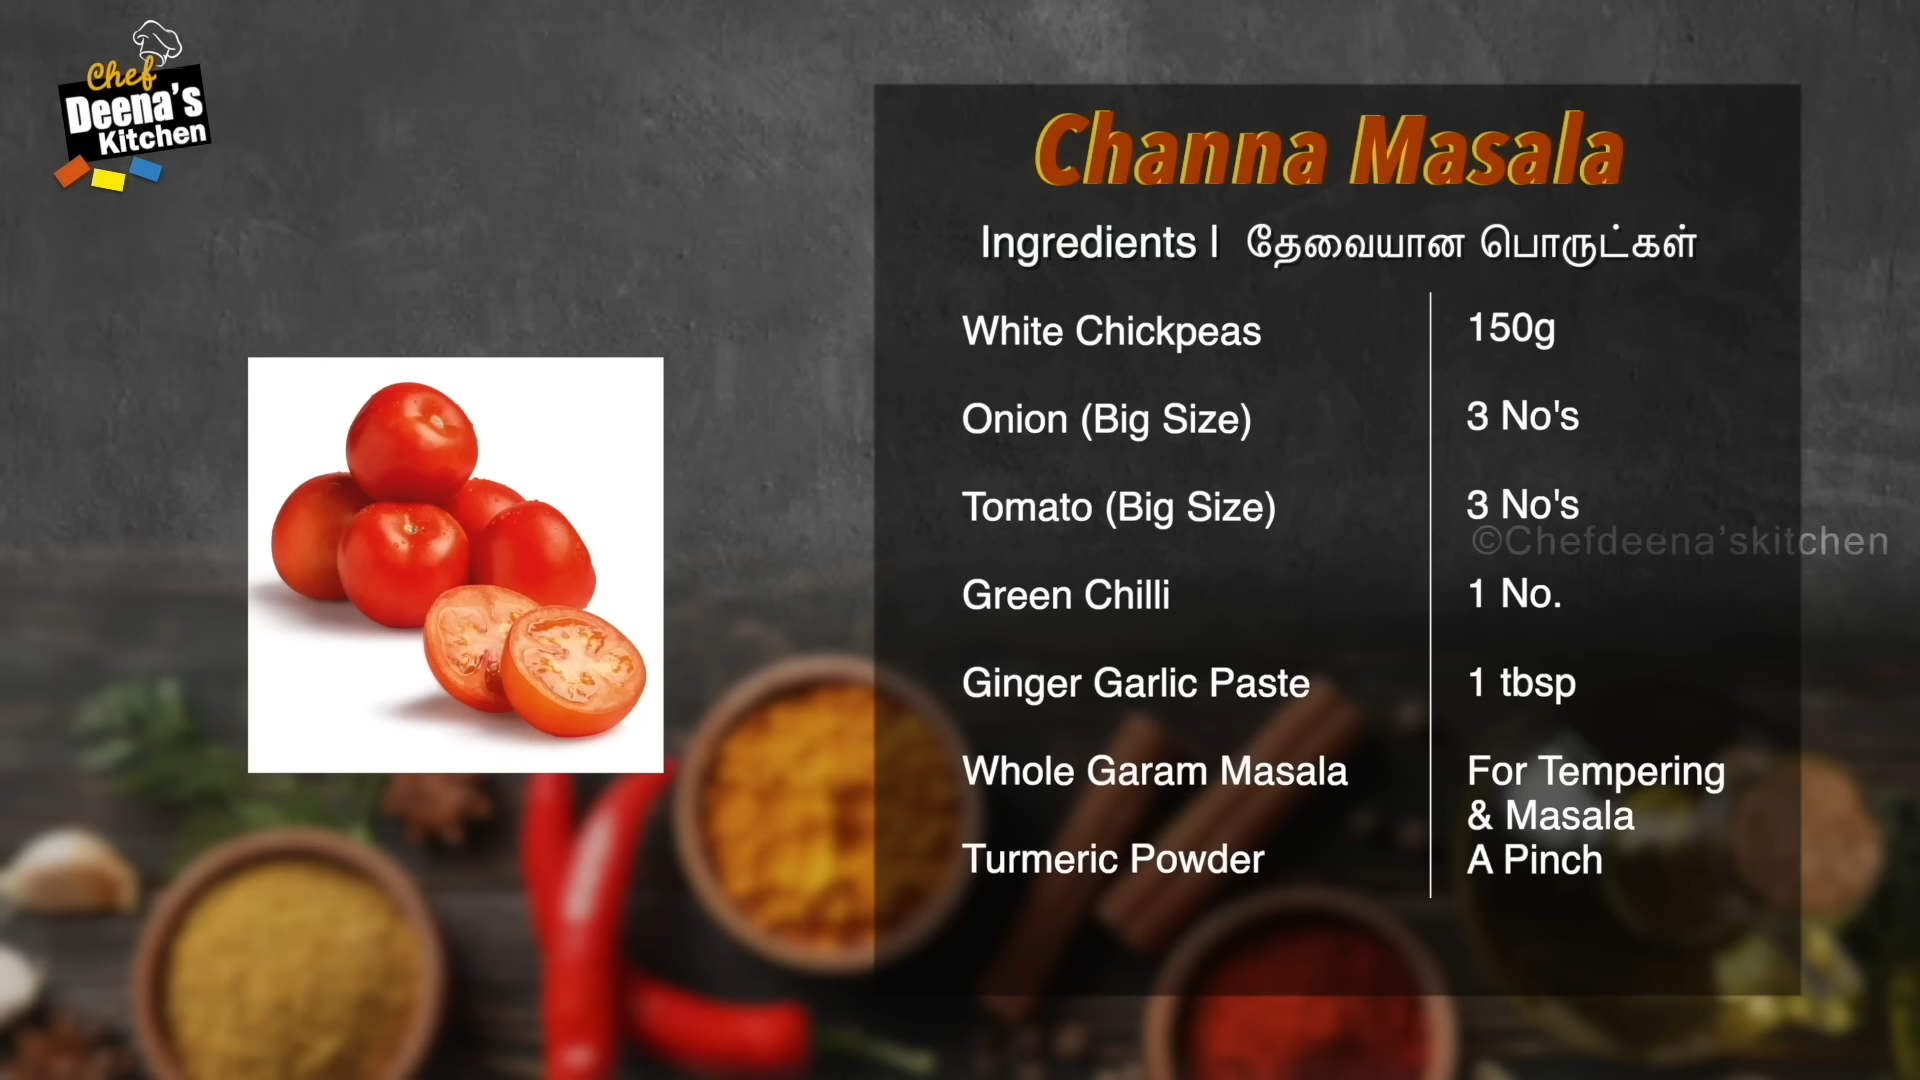 Chef
Deena's
Kitchen
Channa Masala
Ingredients | தேவையான பொருட்கள்
White Chickpeas 150g
Onion (Big Size) 3 No's
Tomato (Big Size) 3 No's
©Chefdeena'skitchen
Green Chilli 1 No.
Ginger Garlic Paste 1 tbsp
Whole Garam Masala For Tempering
& Masala
Turmeric Powder A Pinch